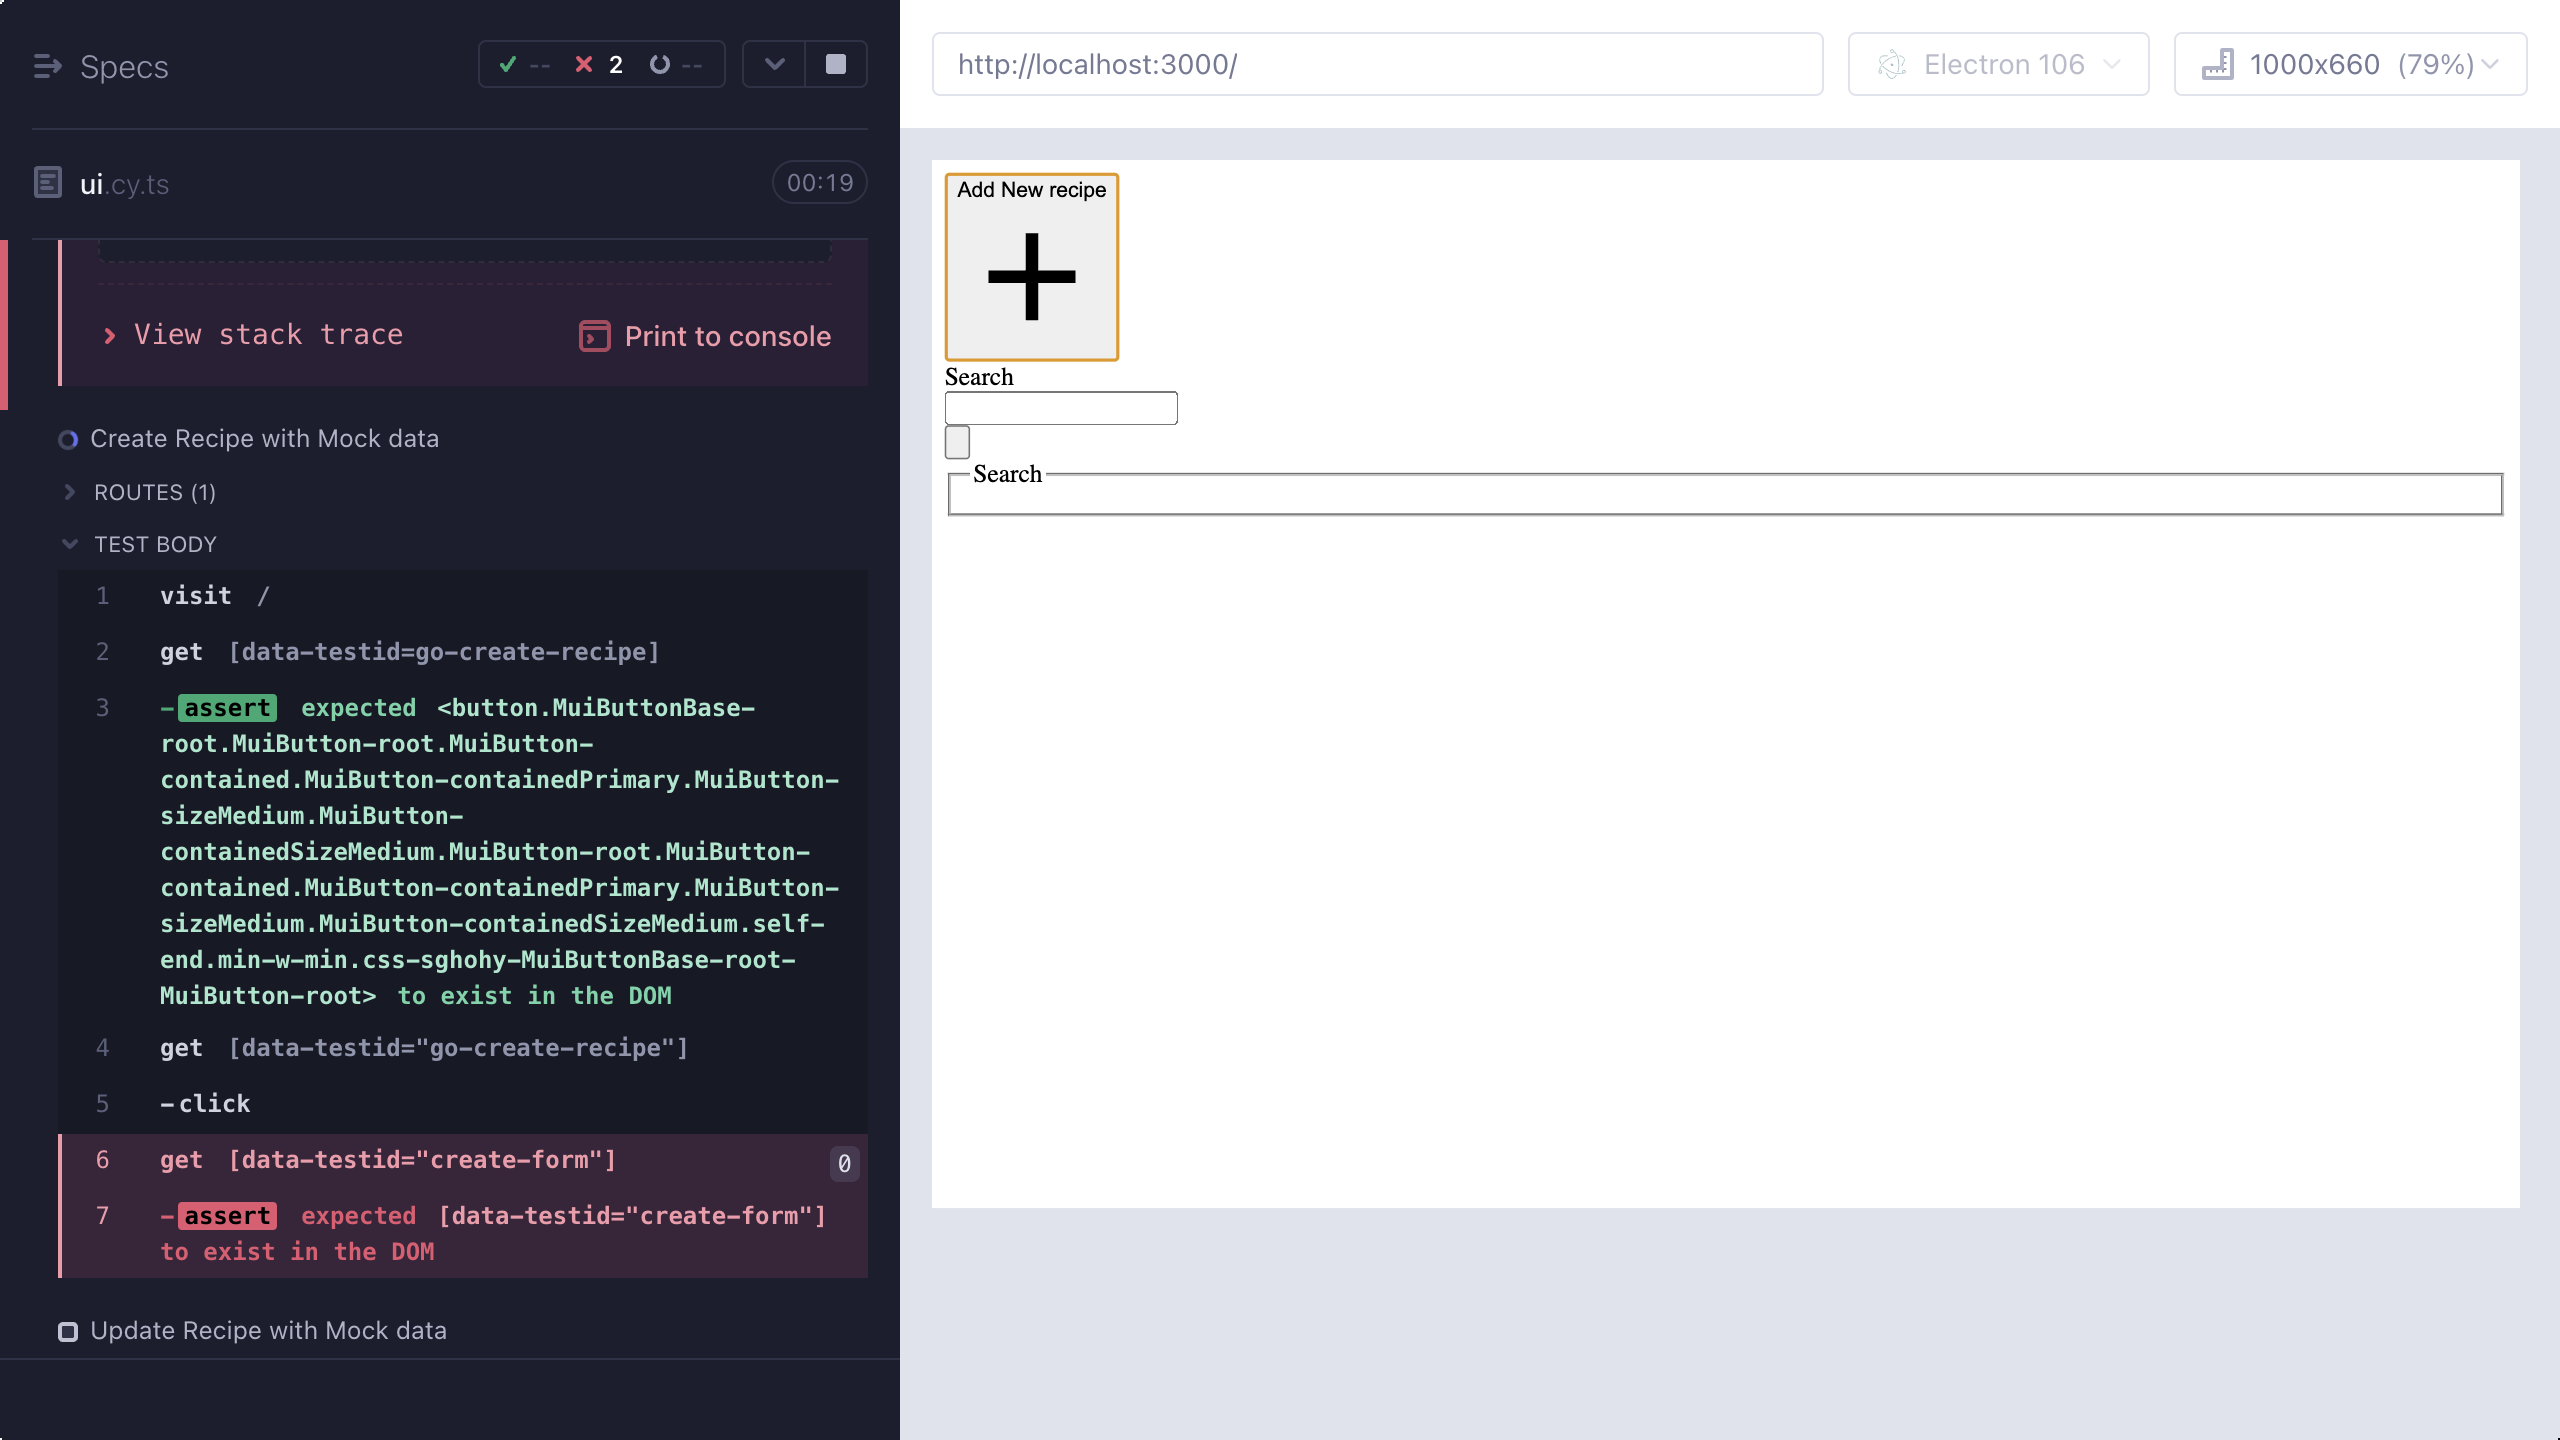 Specs
-- 2 --
ui.cy.ts
00:19
View stack trace
Print to console
Create Recipe with Mock data
ROUTES (1)
TEST BODY
1 visit /
2 get [data-testid=go-create-recipe]
3 -assert expected <button.MuiButtonBase-
root.MuiButton-root.MuiButton-
contained.MuiButton-containedPrimary.MuiButton-
sizeMedium.MuiButton-
containedSizeMedium.MuiButton-root.MuiButton-
contained.MuiButton-containedPrimary.MuiButton-
sizeMedium.MuiButton-containedSizeMedium.self-
end.min-w-min.css-sghohy-MuiButtonBase-root-
MuiButton-root> to exist in the DOM
4 get [data-testid="go-create-recipe"]
5 -click
6 get [data-testid="create-form"] 0
7 -assert expected [data-testid="create-form"]
to exist in the DOM
Update Recipe with Mock data
http://localhost:3000/
Electron 106
1000x660 (79%)
Add New recipe
Search
Search